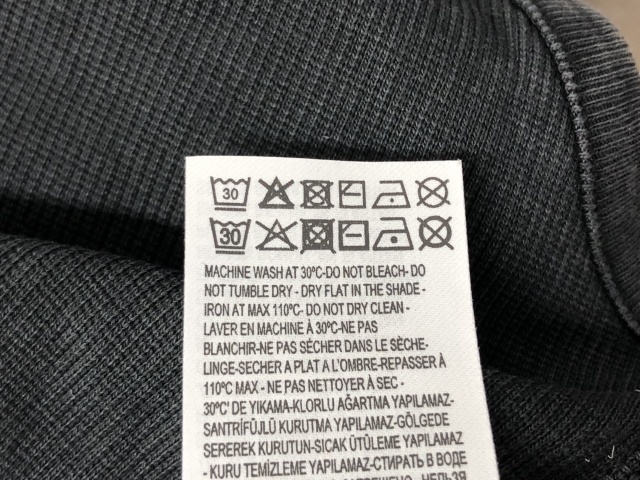 30
30
MACHINE WASH AT 30ºC-DO NOT BLEACH- DO
NOT TUMBLE DRY - DRY FLAT IN THE SHADE -
IRON AT MAX 110ºC- DO NOT DRY CLEAN -
LAVER EN MACHINE À 30ºC-NE PAS
BLANCHIR-NE PAS SÉCHER DANS LE SÈCHE-
LINGE-SECHER A PLAT A L'OMBRE-REPASSER À
110ºC MAX - NE PAS NETTOYER À SEC -
30ºC' DE YIKAMA-KLORLU AĞARTMA YAPILAMAZ-
SANTRİFÜJLÜ KURUTMA YAPILMAZ-GÖLGEDE
SEREREK KURUTUN-SICAK ÜTÜLEME YAPILAMAZ
- KURU TEMİZLEME YAPILAMAZ-СТИРАТЬ В ВОДЕ
НЕЛЬЗЯ